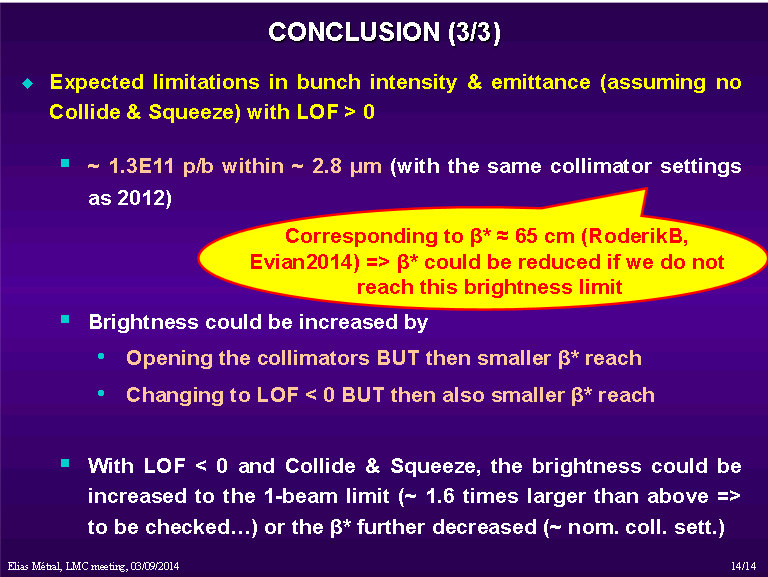 CONCLUSION (3/3)
Expected limitations in bunch intensity & emittance (assuming no
Collide & Squeeze) with LOF > 0
~ 1.3E11 p/b within ~ 2.8 µm (with the same collimator settings
as 2012)
Corresponding to β* ≈ 65 cm (RoderikB,
Evian2014) => β* could be reduced if we do not
reach this brightness limit
Brightness could be increased by
Opening the collimators BUT then smaller β* reach
Changing to LOF < 0 BUT then also smaller β* reach
With LOF < 0 and Collide & Squeeze, the brightness could be
increased to the 1-beam limit (~ 1.6 times larger than above =>
to be checked…) or the β* further decreased (~ nom. coll. sett.)
Elias Métral, LMC meeting, 03/09/2014
14/14